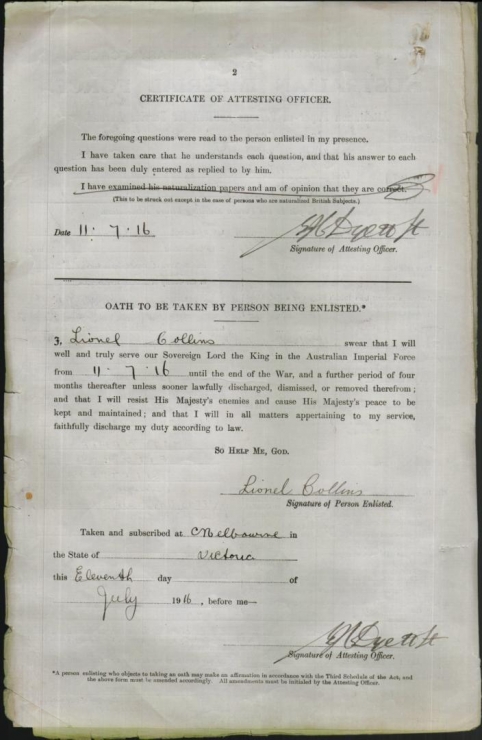 2
CERTIFICATE OF ATTESTING OFFICER.
The foregoing questions were read to the person enlisted in my presence.
I have taken care that he understands each question, and that his answer to each
question has been duly entered as replied to by him.
I have examined his naturalization papers and am of opinion that they are correct.
(This to be struck out except in the case of persons who are naturalized British Subjects.)
Date 11 . 7 . 16
Signature of Attesting Officer.
OATH TO BE TAKEN BY PERSON BEING ENLISTED.*
I, Lionel Collins swear that I will
well and truly serve our Sovereign Lord the King in the Australian Imperial Force
from 11 . 7 . 16 until the end of the War, and a further period of four
months thereafter unless sooner lawfully discharged, dismissed, or removed therefrom;
and that I will resist His Majesty's enemies and cause His Majesty's peace to be
kept and maintained; and that I will in all matters appertaining to my service,
faithfully discharge my duty according to law.
SO HELP ME, GOD.
Lionel Collins
Signature of Person Enlisted.
Taken and subscribed at Melbourne in
the State of Victoria
this Eleventh day of
July 1916, before me—
Signature of Attesting Officer.
*A person enlisting who objects to taking an oath may make an affirmation in accordance with the Third Schedule of the Act, and
the above form must be amended accordingly. All amendments must be initialed by the Attesting Officer.